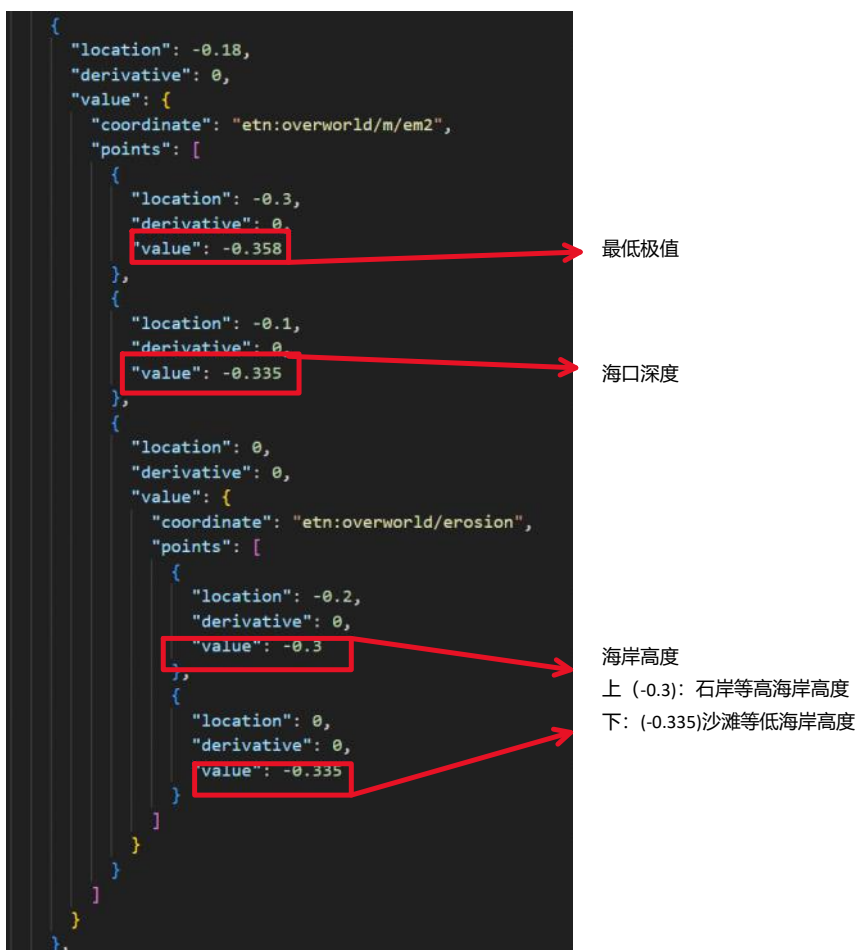 {
"location": -0.18,
"derivative": 0,
"value": {
"coordinate": "etn:overworld/m/em2",
"points": [
{
"location": -0.3,
"derivative": 0,
"value": -0.358
},
{
"location": -0.1,
"derivative": 0,
"value": -0.335
},
{
"location": 0,
"derivative": 0,
"value": {
"coordinate": "etn:overworld/erosion",
"points": [
{
"location": -0.2,
"derivative": 0,
"value": -0.3
},
{
"location": 0,
"derivative": 0,
"value": -0.335
}
]
}
}
]
}
},
最低极值
海口深度
海岸高度
上（-0.3)：石岸等高海岸高度
下：(-0.335)沙滩等低海岸高度